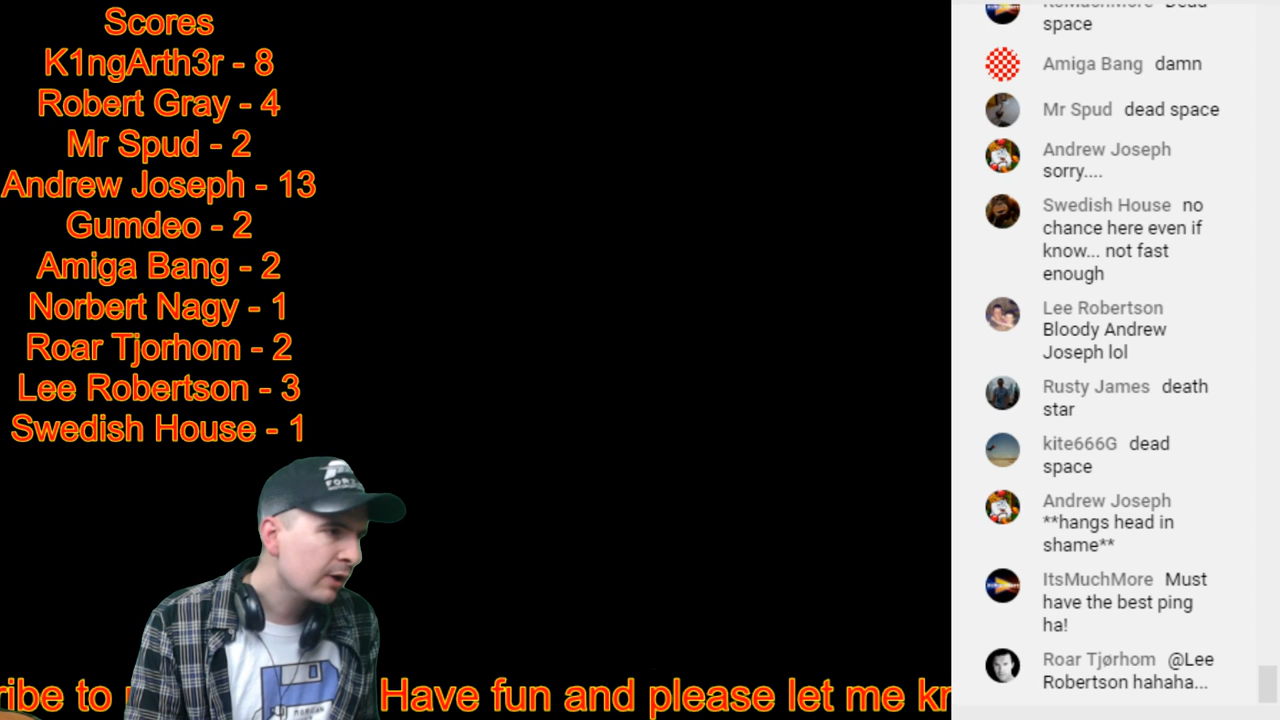 Scores
K1ngArth3r - 8
Robert Gray - 4
Mr Spud - 2
Andrew Joseph - 13
Gumdeo - 2
Amiga Bang - 2
Norbert Nagy - 1
Roar Tjorhom - 2
Lee Robertson - 3
Swedish House - 1
ribe to
Have fun and please let me kr
ItsMuchMore Dead
space
Amiga Bang damn
Mr Spud dead space
Andrew Joseph
sorry....
Swedish House no
chance here even if
know... not fast
enough
Lee Robertson
Bloody Andrew
Joseph lol
Rusty James death
star
kite666G dead
space
Andrew Joseph
**hangs head in
shame**
ItsMuchMore Must
have the best ping
ha!
Roar Tjørhom @Lee
Robertson hahaha...